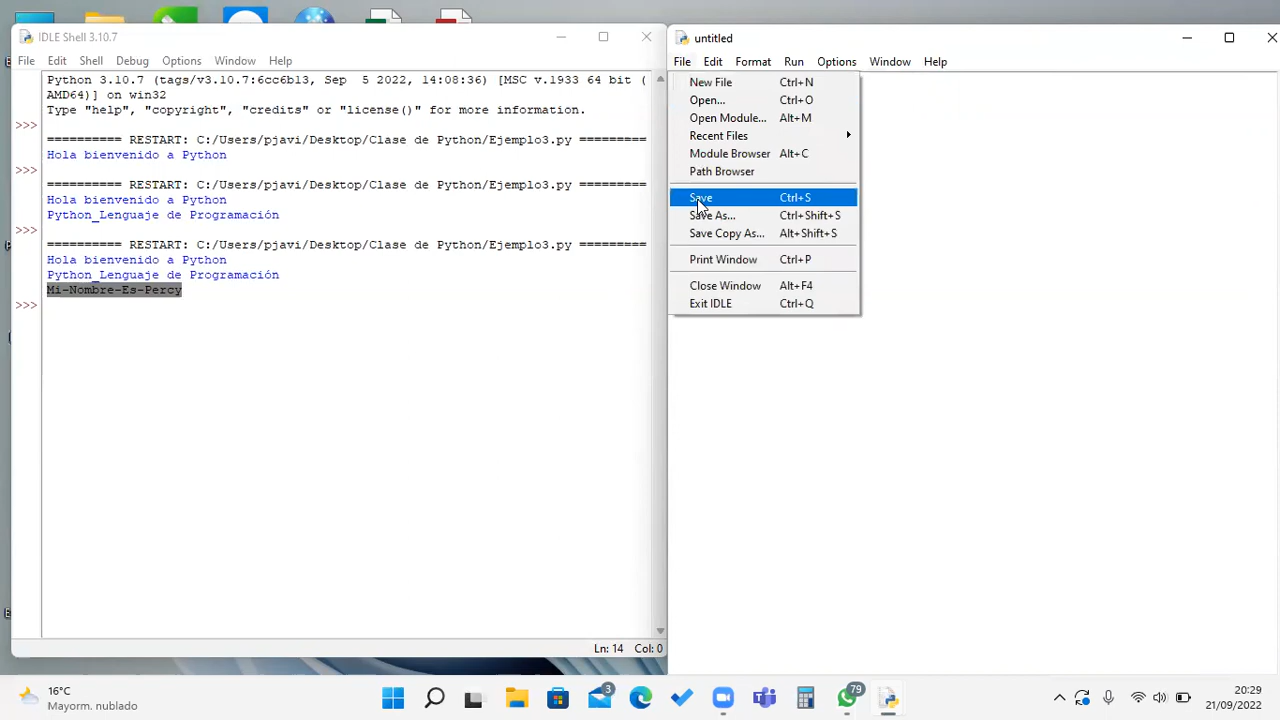 IDLE Shell 3.10.7
File Edit Shell Debug Options Window Help
Python 3.10.7 (tags/v3.10.7:6cc6b13, Sep  5 2022, 14:08:36) [MSC v.1933 64 bit (
AMD64)] on win32
Type "help", "copyright", "credits" or "license()" for more information.
>>>
========== RESTART: C:/Users/pjavi/Desktop/Clase de Python/Ejemplo3.py =========
Hola bienvenido a Python
>>>
========== RESTART: C:/Users/pjavi/Desktop/Clase de Python/Ejemplo3.py =========
Hola bienvenido a Python
Python_Lenguaje de Programación
>>>
========== RESTART: C:/Users/pjavi/Desktop/Clase de Python/Ejemplo3.py =========
Hola bienvenido a Python
Python_Lenguaje de Programación
Mi-Nombre-Es-Percy
>>>
Ln: 14 Col: 0
untitled
File Edit Format Run Options Window Help
New File Ctrl+N
Open... Ctrl+O
Open Module... Alt+M
Recent Files
Module Browser Alt+C
Path Browser
Save Ctrl+S
Save As... Ctrl+Shift+S
Save Copy As... Alt+Shift+S
Print Window Ctrl+P
Close Window Alt+F4
Exit IDLE Ctrl+Q
16°C
Mayorm. nublado
3
79
20:29
21/09/2022